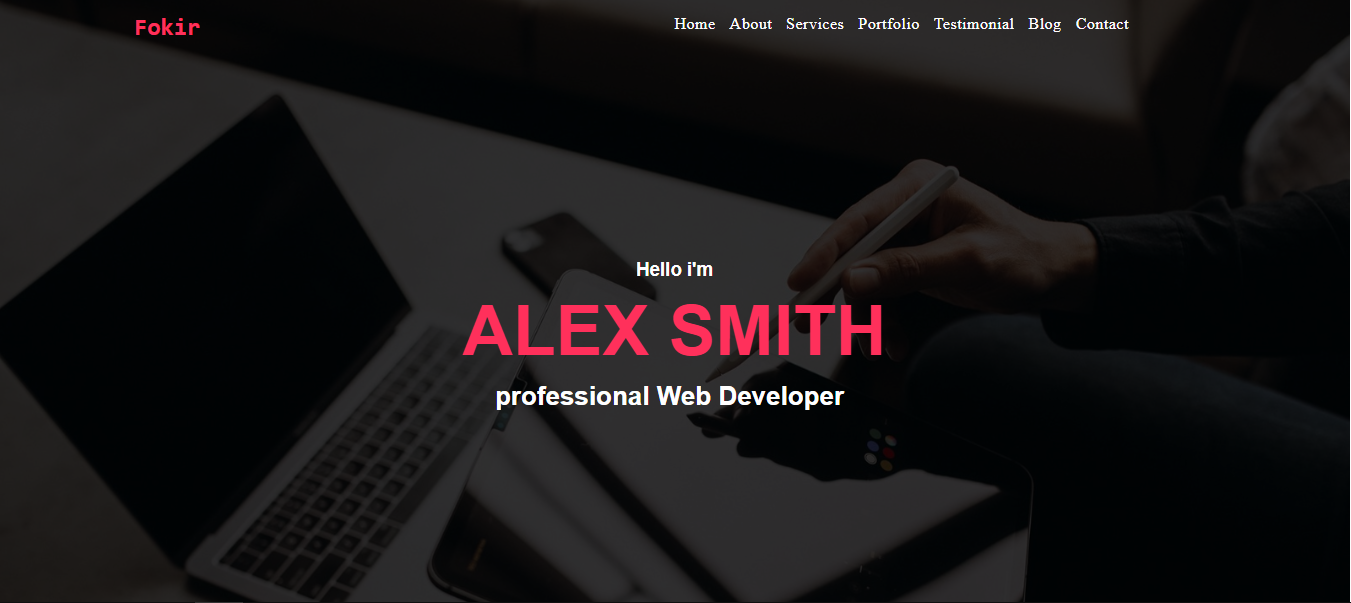 Fokir
Home About Services Portfolio Testimonial Blog Contact
Hello i'm
ALEX SMITH
professional Web Developer